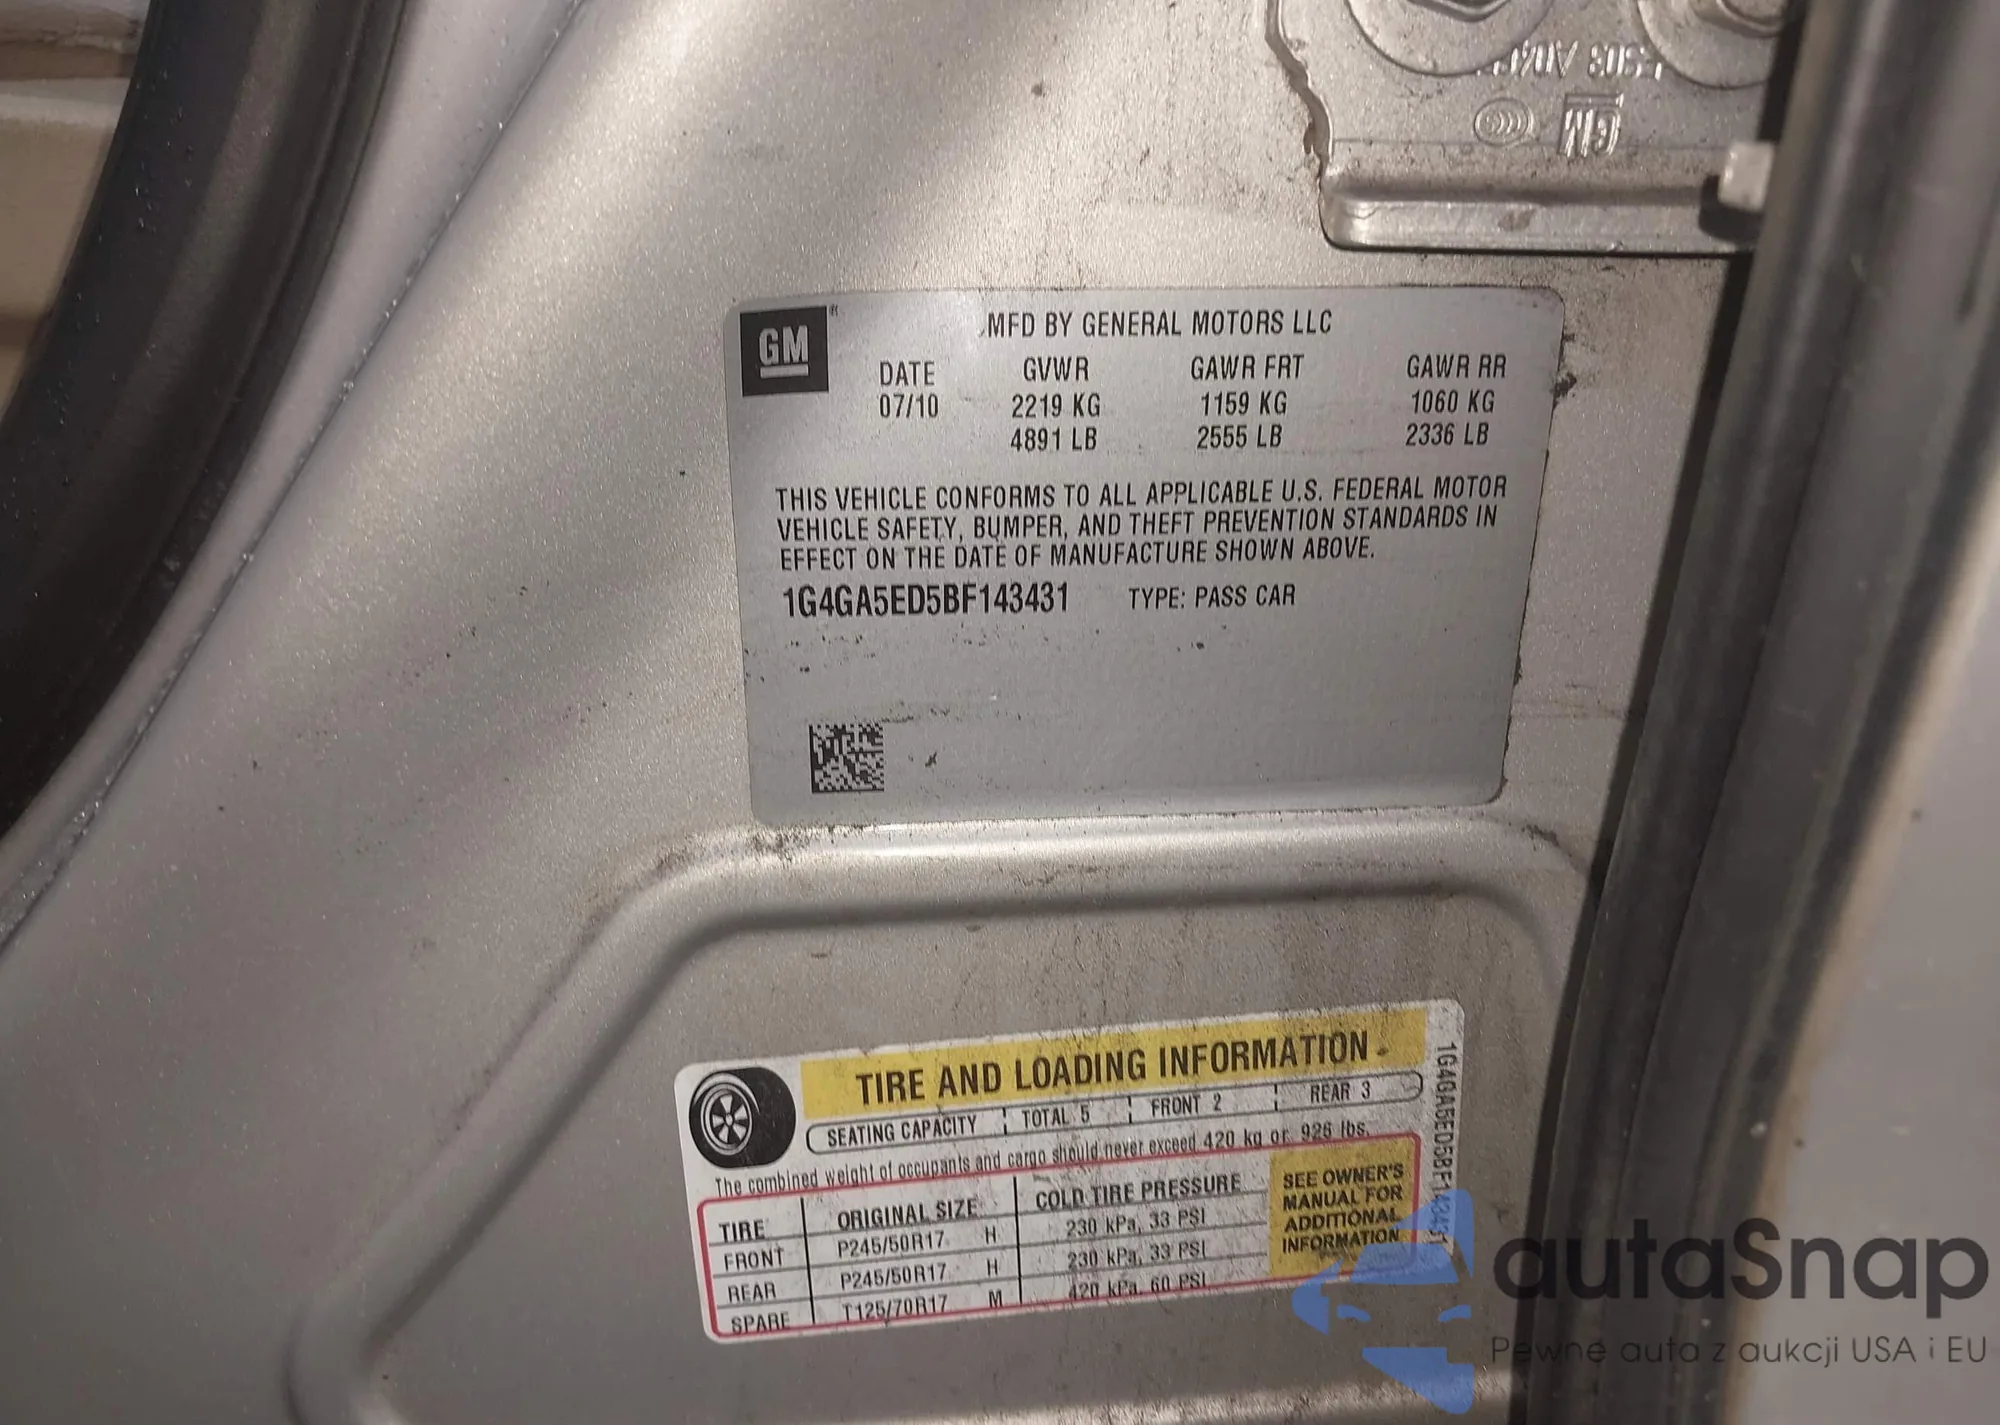 GM
GM
MFD BY GENERAL MOTORS LLC
DATE GVWR GAWR FRT GAWR RR
07/10 2219 KG 1159 KG 1060 KG
4891 LB 2555 LB 2336 LB
THIS VEHICLE CONFORMS TO ALL APPLICABLE U.S. FEDERAL MOTOR
VEHICLE SAFETY, BUMPER, AND THEFT PREVENTION STANDARDS IN
EFFECT ON THE DATE OF MANUFACTURE SHOWN ABOVE.
1G4GA5ED5BF143431 TYPE: PASS CAR
TIRE AND LOADING INFORMATION
SEATING CAPACITY TOTAL 5 FRONT 2 REAR 3
The combined weight of occupants and cargo should never exceed 420 kg or 926 lbs.
TIRE ORIGINAL SIZE COLD TIRE PRESSURE
FRONT P245/50R17 H 230 kPa, 33 PSI
REAR P245/50R17 H 230 kPa, 33 PSI
SPARE T125/70R17 M 420 kPa, 60 PSI
SEE OWNER'S
MANUAL FOR
ADDITIONAL
INFORMATION
1G4GA5ED5BF143431
autaSnap
Pewne auta z aukcji USA i EU